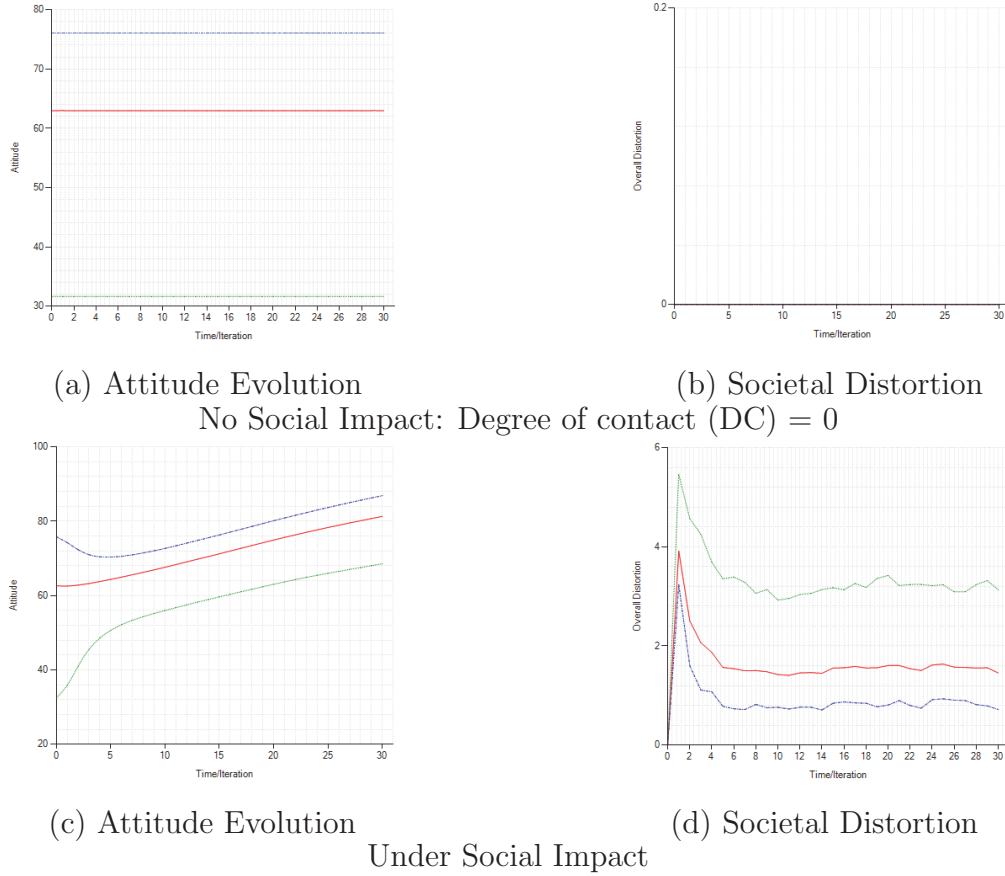 80
70
60
50
40
30
Attitude
0 2 4 6 8 10 12 14 16 18 20 22 24 26 28 30
Time/Iteration
0.2
0
Overall Distortion
0 5 10 15 20 25 30
Time/Iteration
(a) Attitude Evolution
(b) Societal Distortion
No Social Impact: Degree of contact (DC) = 0
100
80
60
40
20
Attitude
0 5 10 15 20 25 30
Time/Iteration
6
4
2
0
Overall Distortion
0 2 4 6 8 10 12 14 16 18 20 22 24 26 28 30
Time/Iteration
(c) Attitude Evolution
(d) Societal Distortion
Under Social Impact